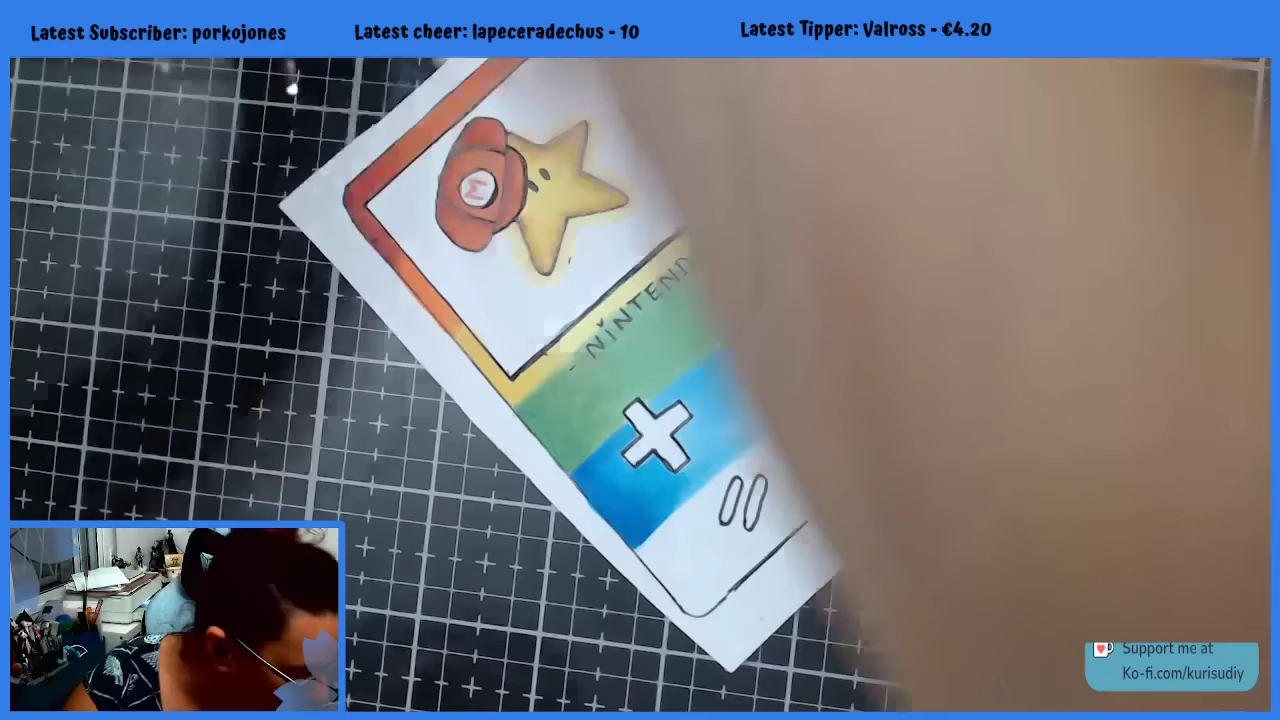 Latest Subscriber: porkojones
Latest cheer: lapeceradechus - 10
Latest Tipper: Valross - €4.20
M
- NINTEND
Support me at
Ko-fi.com/kurisudiy